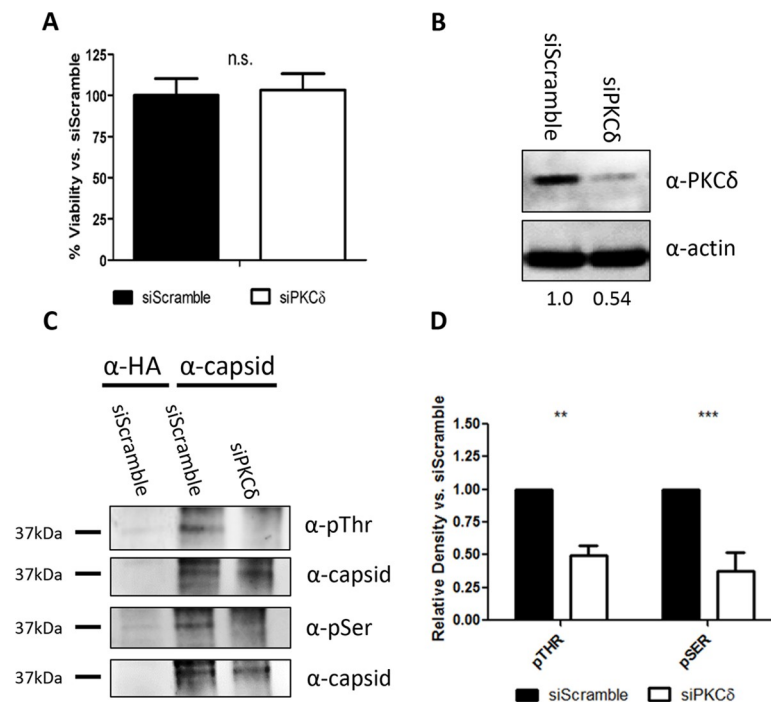 A
n.s.
% Viability vs. siScramble
125
100
75
50
25
0
siScramble
siPKCδ
B
siScramble
siPKCδ
α-PKCδ
α-actin
1.0 0.54
C
α-HA α-capsid
siScramble
siScramble
siPKCδ
37kDa
α-pThr
37kDa
α-capsid
37kDa
α-pSer
37kDa
α-capsid
D
Relative Density vs. siScramble
1.50
1.25
1.00
0.75
0.50
0.25
0.00
**
***
pTHR
pSER
siScramble
siPKCδ